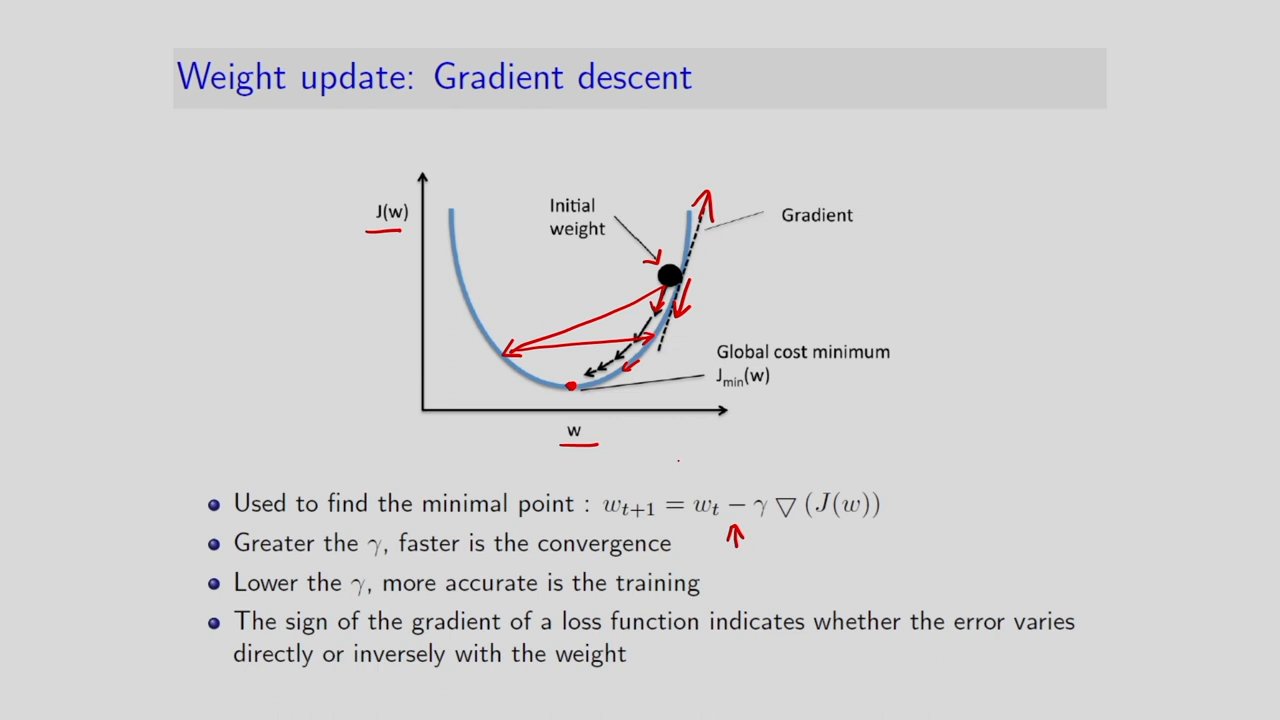 Weight update: Gradient descent
J(w)
Initial
weight
Gradient
Global cost minimum
J_min(w)
w
Used to find the minimal point : w_{t+1} = w_t − γ ▽ (J(w))
Greater the γ, faster is the convergence
Lower the γ, more accurate is the training
The sign of the gradient of a loss function indicates whether the error varies
directly or inversely with the weight